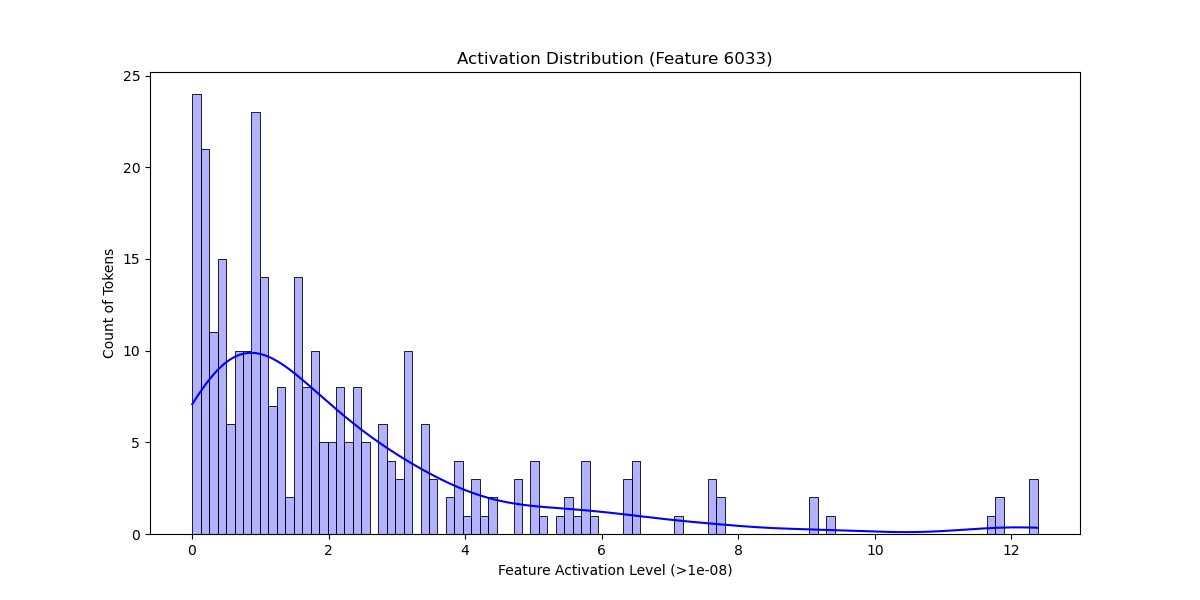 Activation Distribution (Feature 6033)
25
20
15
10
5
0
Count of Tokens
0 2 4 6 8 10 12
Feature Activation Level (>1e-08)